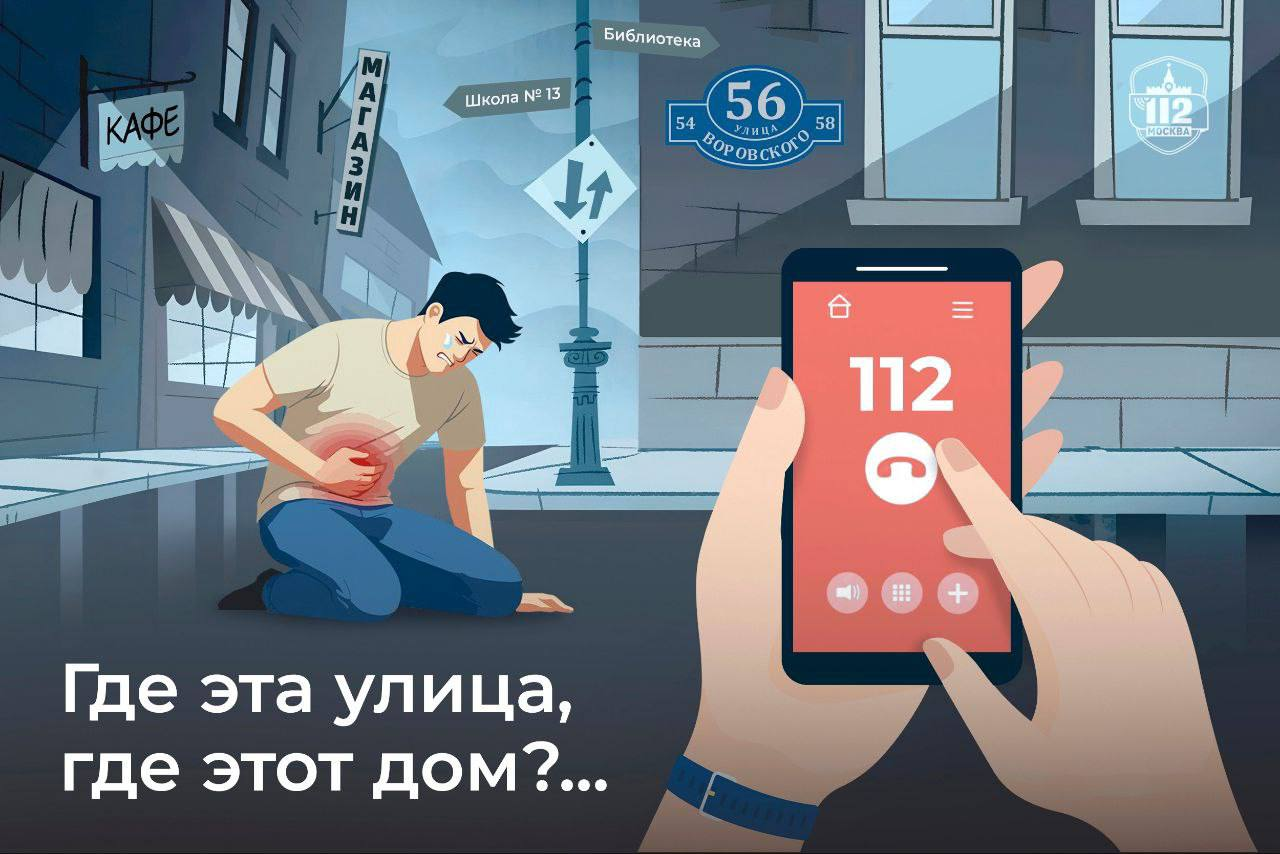 КАФЕ
МАГАЗИН
Библиотека
Школа № 13
56
УЛИЦА
54
58
ВОРОВСКОГО
112
МОСКВА
112
Где эта улица,
где этот дом?...